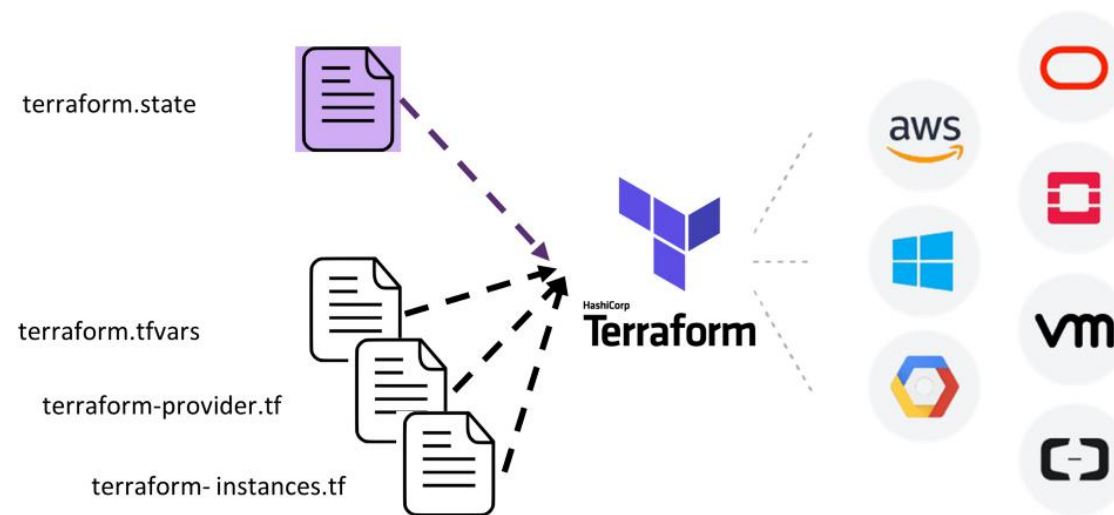 terraform.state
aws
HashiCorp
Terraform
terraform.tfvars
vm
terraform-provider.tf
terraform- instances.tf